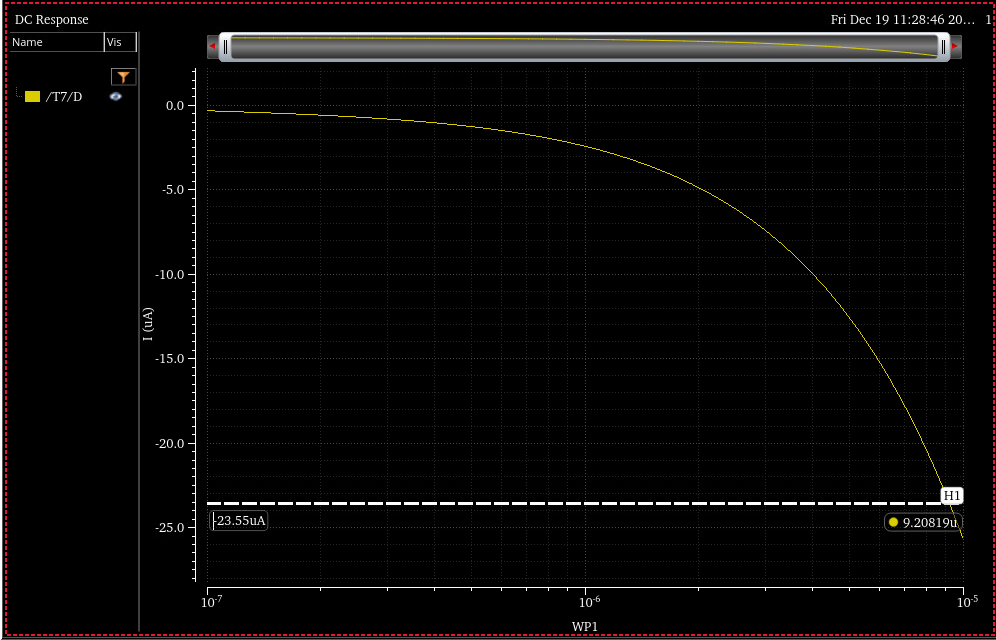 DC Response
Fri Dec 19 11:28:46 20... 1
Name Vis
/T7/D
0.0
-5.0
-10.0
I (uA)
-15.0
-20.0
H1
-23.55uA
9.20819u
-25.0
10-7 10-6 10-5
WP1